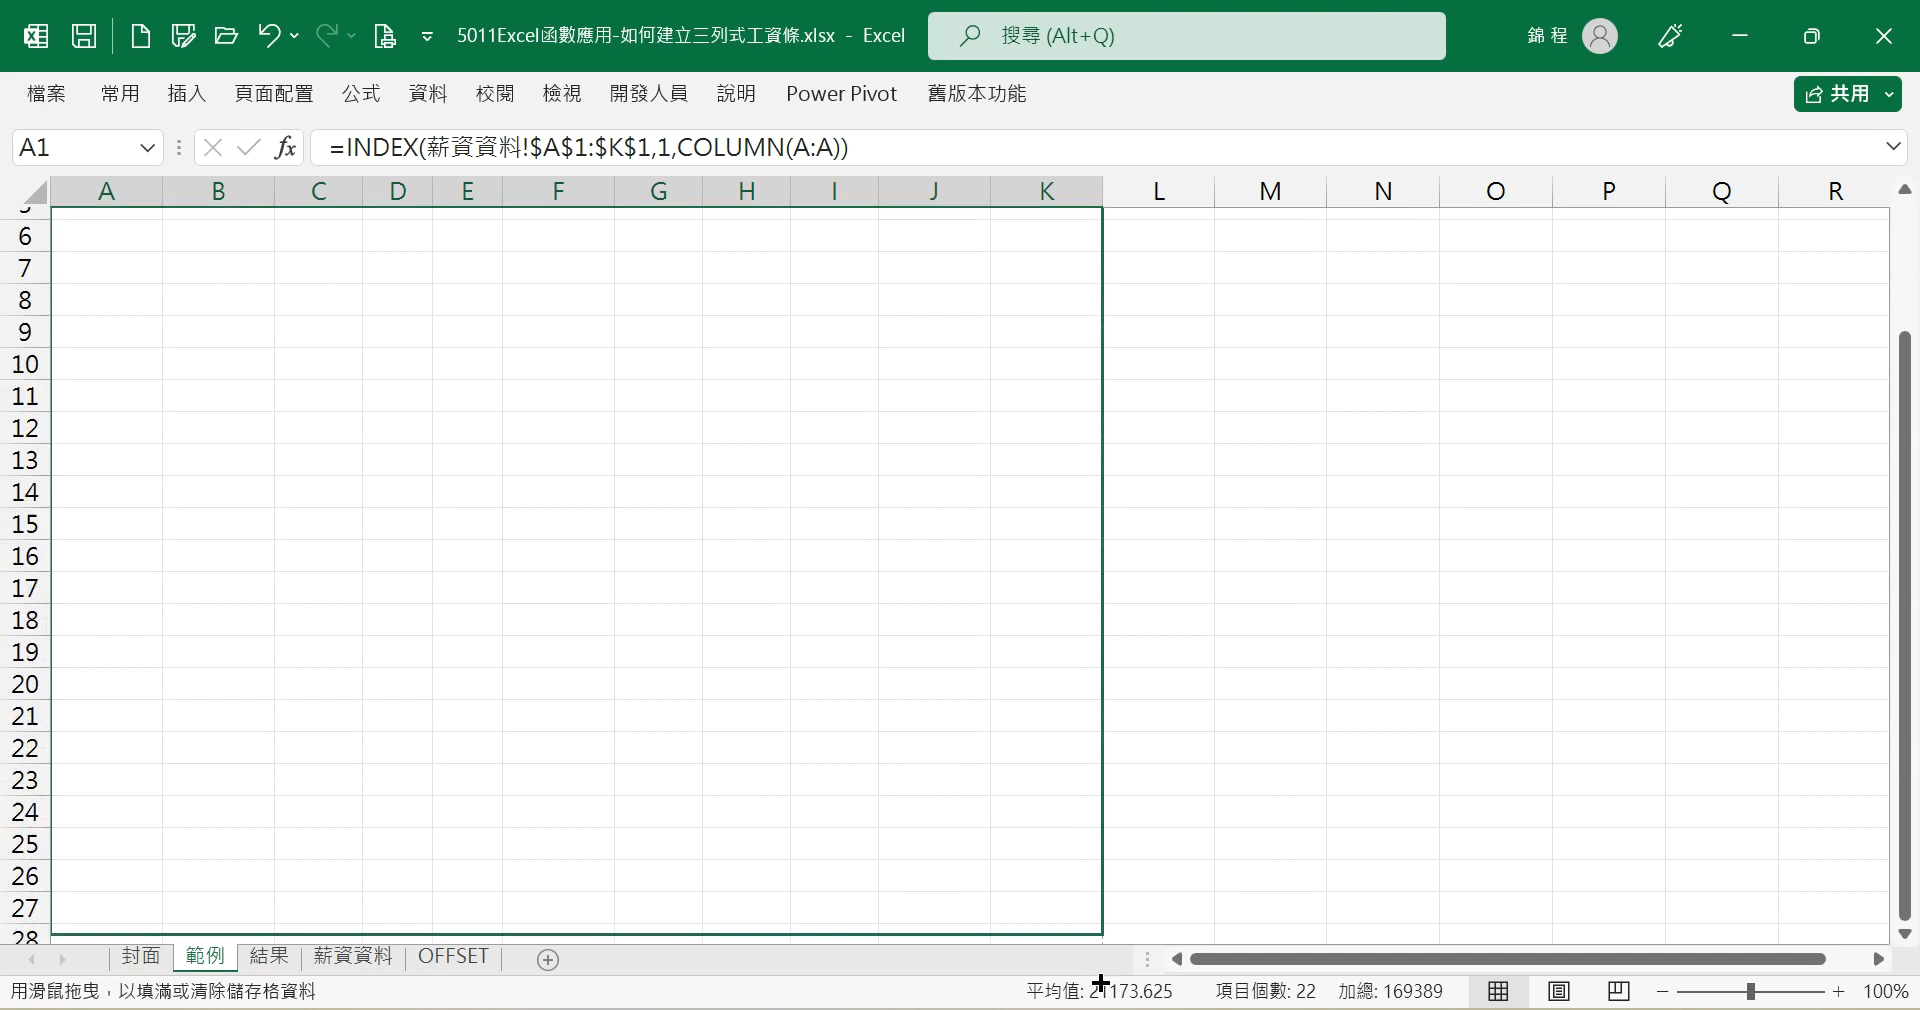 5011Excel函數應用-如何建立三列式工資條.xlsx - Excel
搜尋 (Alt+Q)
錦 程
檔案 常用 插入 頁面配置 公式 資料 校閱 檢視 開發人員 說明 Power Pivot 舊版本功能
共用
A1 fx =INDEX(薪資資料!$A$1:$K$1,1,COLUMN(A:A))
A B C D E F G H I J K L M N O P Q R
6
7
8
9
10
11
12
13
14
15
16
17
18
19
20
21
22
23
24
25
26
27
28
封面 範例 結果 薪資資料 OFFSET
用滑鼠拖曳，以填滿或清除儲存格資料 平均值: 21173.625 項目個數: 22 加總: 169389 100%